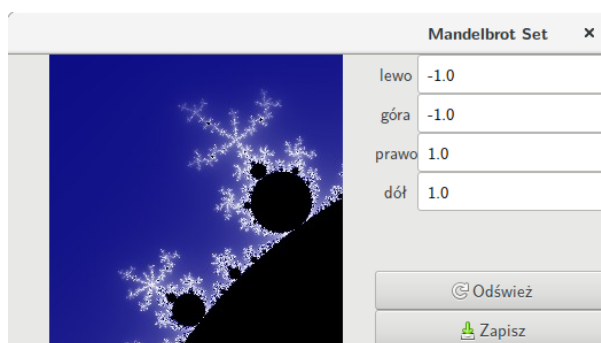 Mandelbrot Set ×
lewo -1.0
góra -1.0
prawo 1.0
dół 1.0
Odśwież
Zapisz